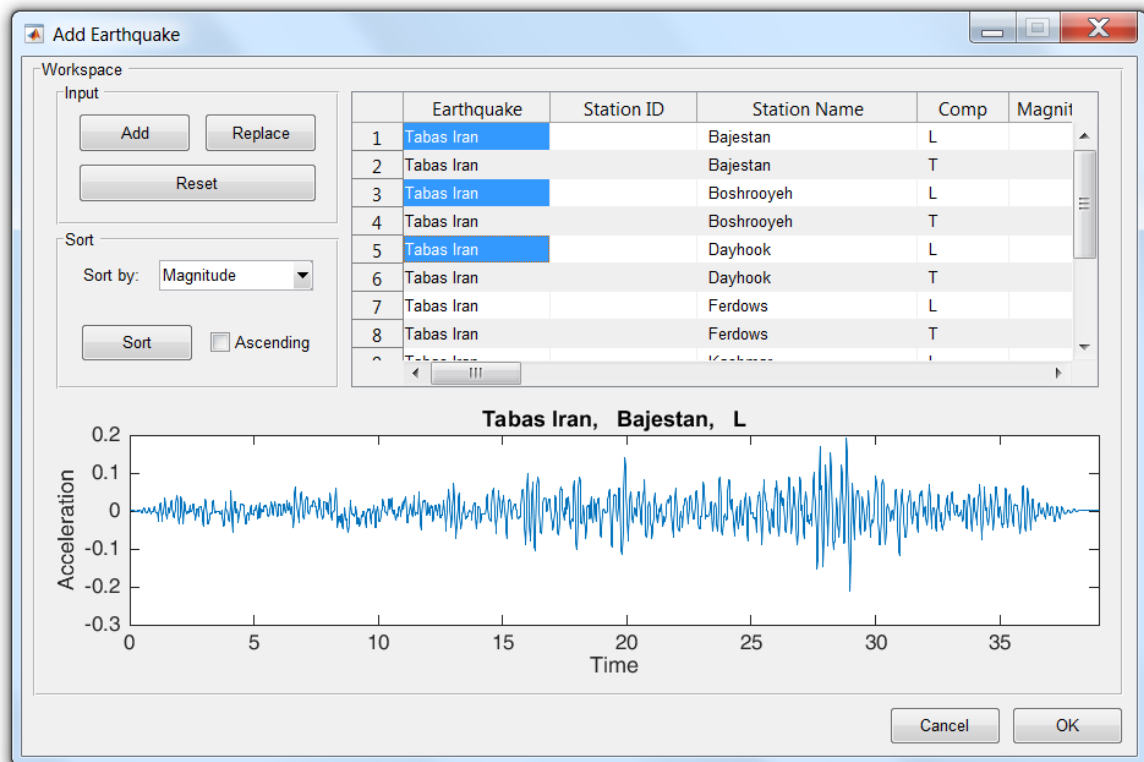 Add Earthquake
Workspace
Input
Add Replace
Reset
Sort
Sort by: Magnitude
Sort Ascending
Earthquake Station ID Station Name Comp Magnit
1 Tabas Iran Bajestan L
2 Tabas Iran Bajestan T
3 Tabas Iran Boshrooyeh L
4 Tabas Iran Boshrooyeh T
5 Tabas Iran Dayhook L
6 Tabas Iran Dayhook T
7 Tabas Iran Ferdows L
8 Tabas Iran Ferdows T
Tabas Iran, Bajestan, L
Acceleration
0.2
0.1
0
-0.1
-0.2
-0.3
0 5 10 15 20 25 30 35
Time
Cancel OK